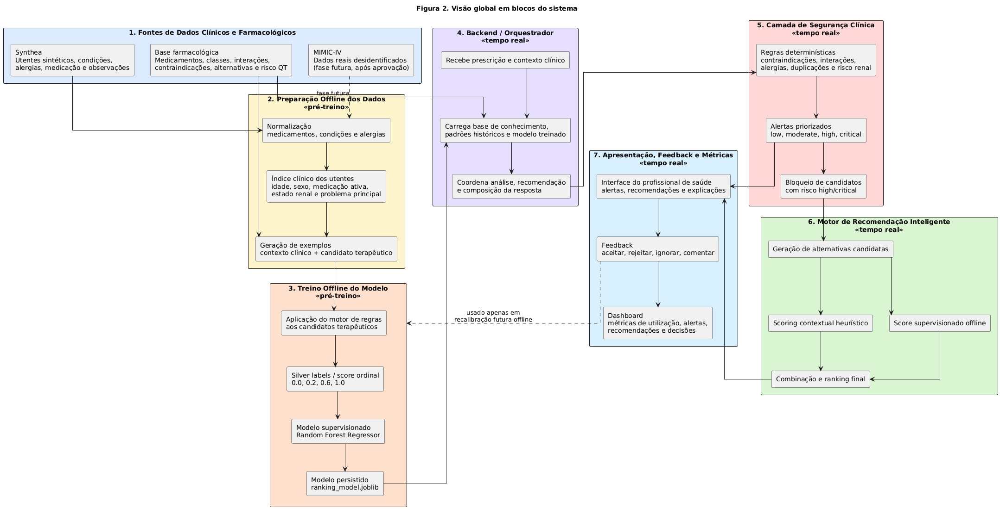 Figura 2. Visão global em blocos do sistema
1. Fontes de Dados Clínicos e Farmacológicos
Synthea
Utentes sintéticos, condições,
alergias, medicação e observações
Base farmacológica
Medicamentos, classes, interações,
contraindicações, alternativas e risco QT
MIMIC-IV
Dados reais desidentificados
(fase futura, após aprovação)
fase futura
2. Preparação Offline dos Dados
«pré-treino»
Normalização
medicamentos, condições e alergias
Índice clínico dos utentes
idade, sexo, medicação ativa,
estado renal e problema principal
Geração de exemplos
contexto clínico + candidato terapêutico
3. Treino Offline do Modelo
«pré-treino»
Aplicação do motor de regras
aos candidatos terapêuticos
Silver labels / score ordinal
0.0, 0.2, 0.6, 1.0
Modelo supervisionado
Random Forest Regressor
Modelo persistido
ranking_model.joblib
4. Backend / Orquestrador
«tempo real»
Recebe prescrição e contexto clínico
Carrega base de conhecimento,
padrões históricos e modelo treinado
Coordena análise, recomendação
e composição da resposta
5. Camada de Segurança Clínica
«tempo real»
Regras determinísticas
contraindicações, interações,
alergias, duplicações e risco renal
Alertas priorizados
low, moderate, high, critical
Bloqueio de candidatos
com risco high/critical
6. Motor de Recomendação Inteligente
«tempo real»
Geração de alternativas candidatas
Scoring contextual heurístico
Score supervisionado offline
Combinação e ranking final
7. Apresentação, Feedback e Métricas
«tempo real»
Interface do profissional de saúde
alertas, recomendações e explicações
Feedback
aceitar, rejeitar, ignorar, comentar
Dashboard
métricas de utilização, alertas,
recomendações e decisões
usado apenas em
recalibração futura offline